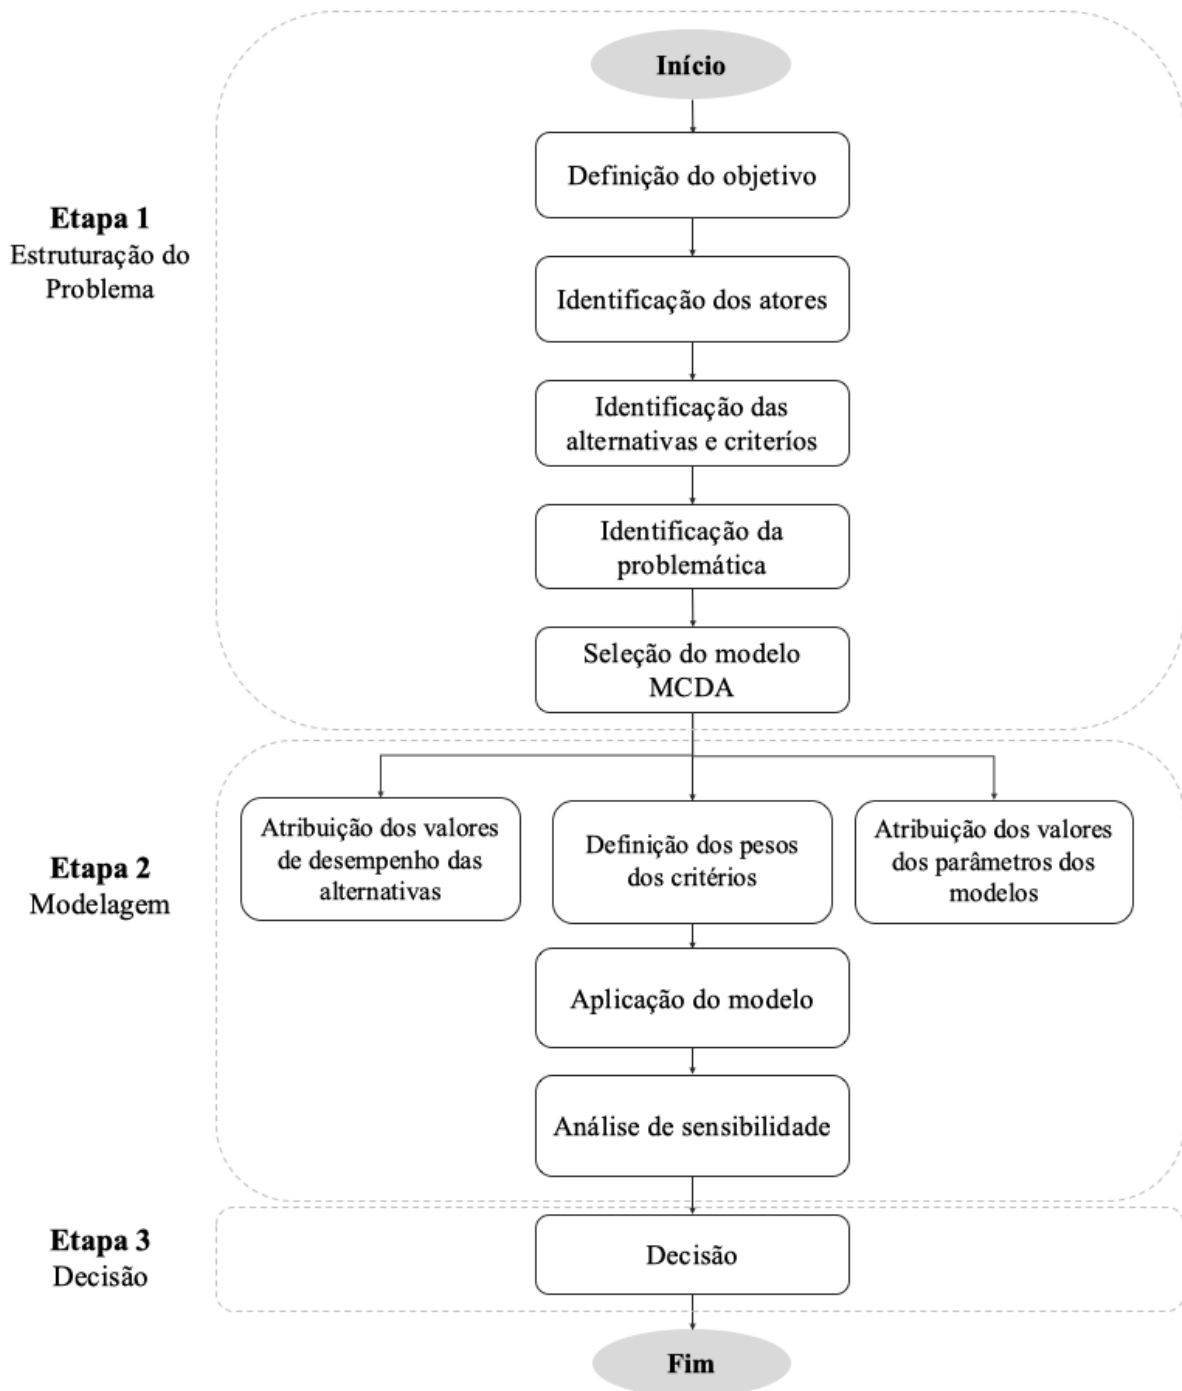 Início
Definição do objetivo
Etapa 1
Estruturação do
Problema
Identificação dos atores
Identificação das
alternativas e criteríos
Identificação da
problemática
Seleção do modelo
MCDA
Etapa 2
Modelagem
Atribuição dos valores
de desempenho das
alternativas
Definição dos pesos
dos critérios
Atribuição dos valores
dos parâmetros dos
modelos
Aplicação do modelo
Análise de sensibilidade
Etapa 3
Decisão
Decisão
Fim